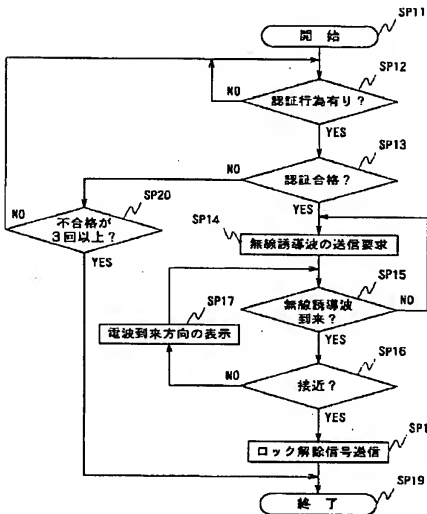 SP11
開始
SP12
認証行為有り?
NO
YES
SP13
認証合格?
NO
YES
SP20
不合格が
3回以上?
NO
YES
SP14
無線誘導波の送信要求
SP15
無線誘導波
到来?
NO
YES
SP17
電波到来方向の表示
SP16
接近?
NO
YES
SP1
ロック解除信号送信
SP19
終了